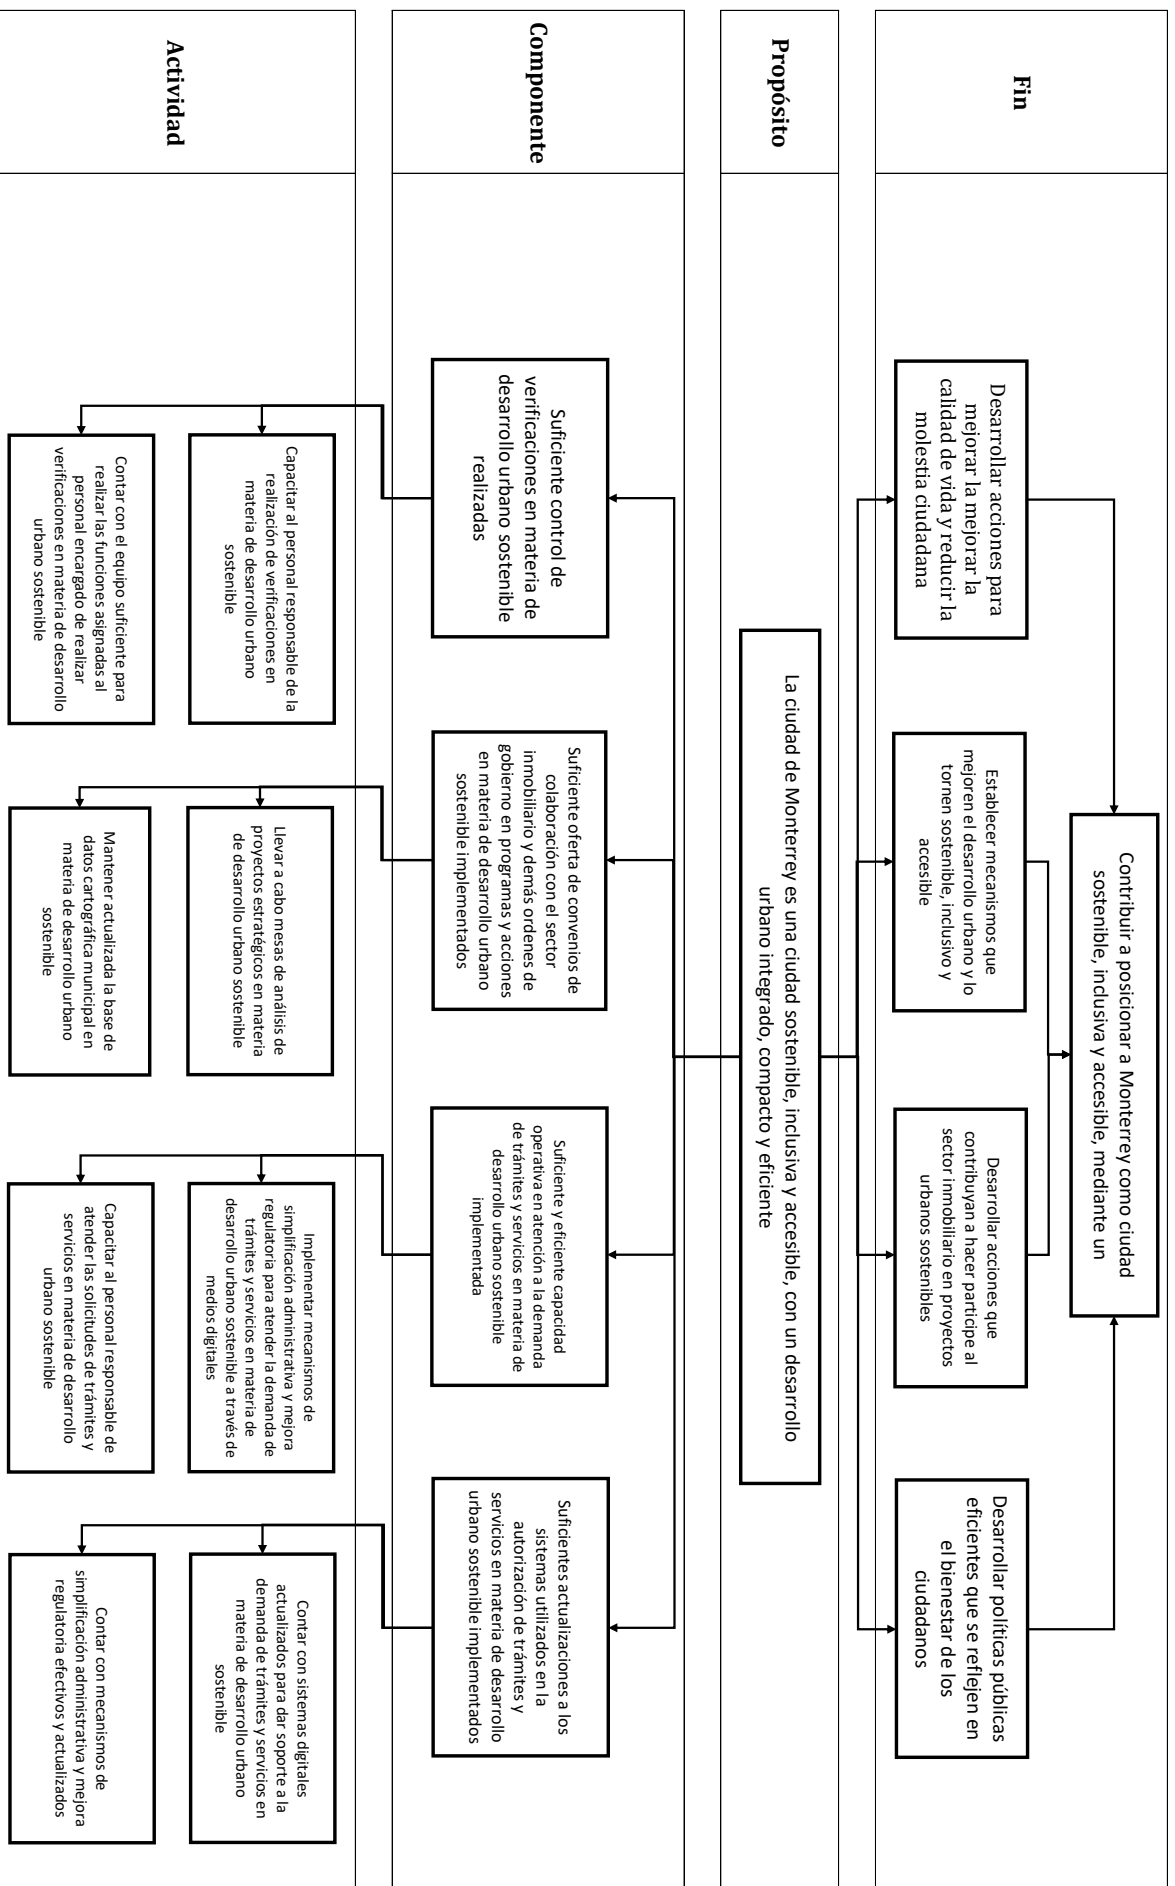 Fin
Contribuir a posicionar a Monterrey como ciudad
sostenible, inclusiva y accesible, mediante un
Desarrollar acciones para
mejorar la mejorar la
calidad de vida y reducir la
molestia ciudadana
Establecer mecanismos que
mejoren el desarrollo urbano y lo
tornen sostenible, inclusivo y
accesible
Desarrollar acciones que
contribuyan a hacer participe al
sector inmobiliario en proyectos
urbanos sostenibles
Desarrollar políticas públicas
eficientes que se reflejen en
el bienestar de los
ciudadanos
Propósito
La ciudad de Monterrey es una ciudad sostenible, inclusiva y accesible, con un desarrollo
urbano integrado, compacto y eficiente
Componente
Suficiente control de
verificaciones en materia de
desarrollo urbano sostenible
realizadas
Suficiente oferta de convenios de
colaboración con el sector
inmobiliario y demás ordenes de
gobierno en programas y acciones
en materia de desarrollo urbano
sostenible implementados
Suficiente y eficiente capacidad
operativa en atención a la demanda
de trámites y servicios en materia de
desarrollo urbano sostenible
implementada
Suficientes actualizaciones a los
sistemas utilizados en la
autorización de trámites y
servicios en materia de desarrollo
urbano sostenible implementados
Actividad
Capacitar al personal responsable de la
realización de verificaciones en
materia de desarrollo urbano
sostenible
Llevar a cabo mesas de análisis de
proyectos estratégicos en materia
de desarrollo urbano sostenible
Implementar mecanismos de
simplificación administrativa y mejora
regulatoria para atender la demanda de
trámites y servicios en materia de
desarrollo urbano sostenible a través de
medios digitales
Contar con sistemas digitales
actualizados para dar soporte a la
demanda de trámites y servicios en
materia de desarrollo urbano
sostenible
Contar con el equipo suficiente para
realizar las funciones asignadas al
personal encargado de realizar
verificaciones en materia de desarrollo
urbano sostenible
Mantener actualizada la base de
datos cartográfica municipal en
materia de desarrollo urbano
sostenible
Capacitar al personal responsable de
atender las solicitudes de trámites y
servicios en materia de desarrollo
urbano sostenible
Contar con mecanismos de
simplificación administrativa y mejora
regulatoria efectivos y actualizados